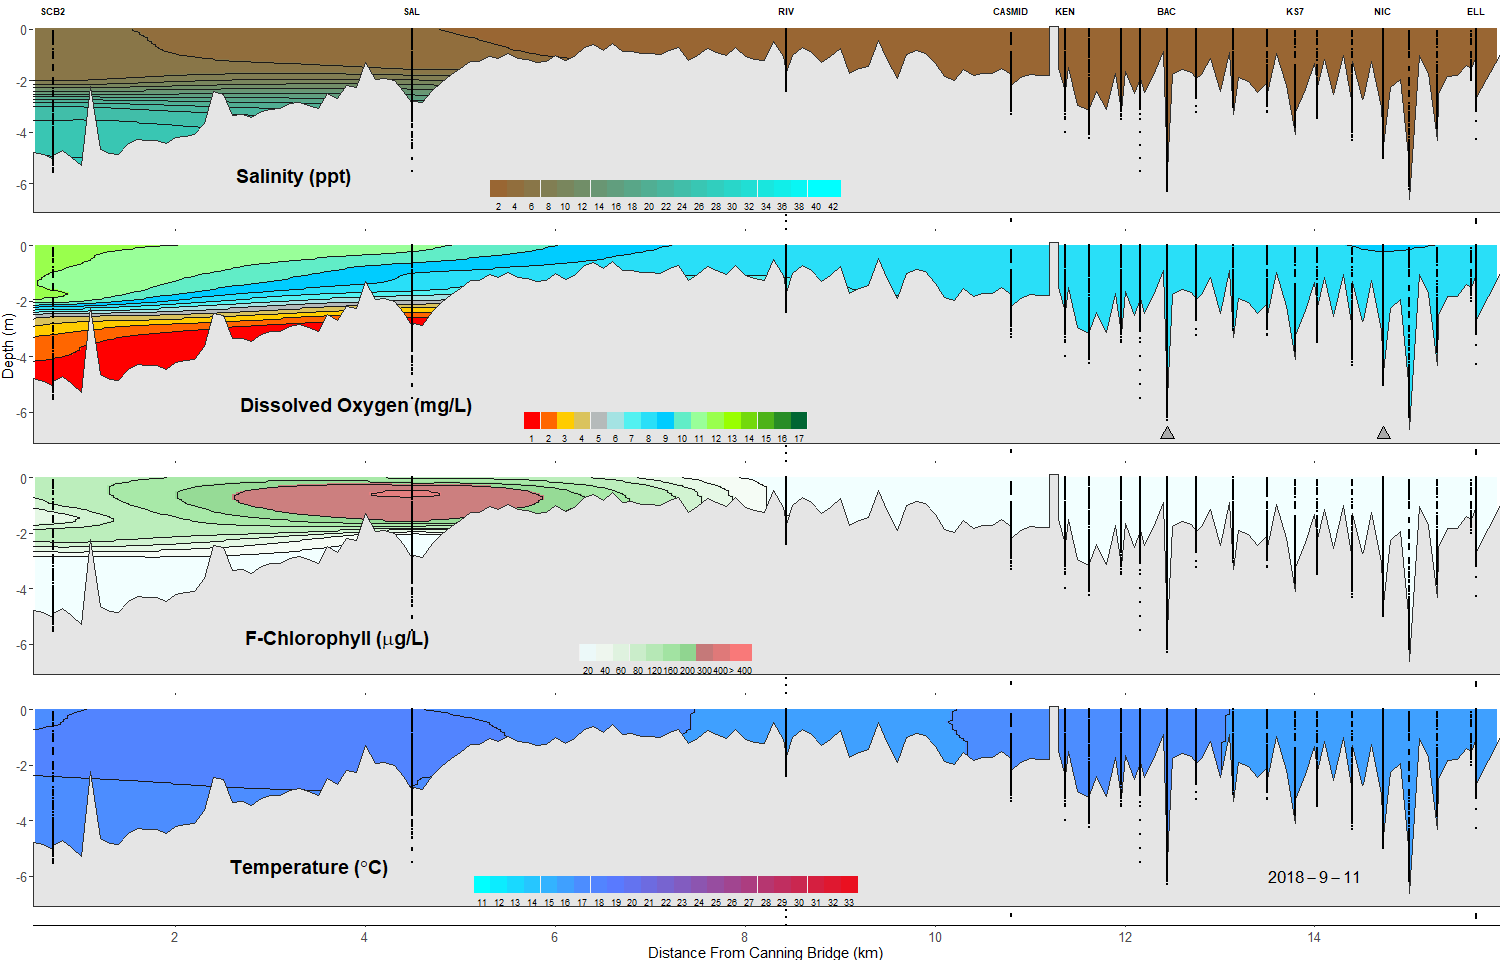 SCB2 SAL RIV CASMID KEN BAC KS7 NIC ELL
0
-2
-4
-6
Salinity (ppt)
2 4 6 8 10 12 14 16 18 20 22 24 26 28 30 32 34 36 38 40 42
0
-2
-4
-6
Dissolved Oxygen (mg/L)
1 2 3 4 5 6 7 8 9 10 11 12 13 14 15 16 17
Depth (m)
0
-2
-4
-6
F-Chlorophyll (µg/L)
20 40 60 80 120 160 200 300 400 > 400
0
-2
-4
-6
Temperature (°C)
2018-9-11
11 12 13 14 15 16 17 18 19 20 21 22 23 24 25 26 27 28 29 30 31 32 33
2 4 6 8 10 12 14
Distance From Canning Bridge (km)